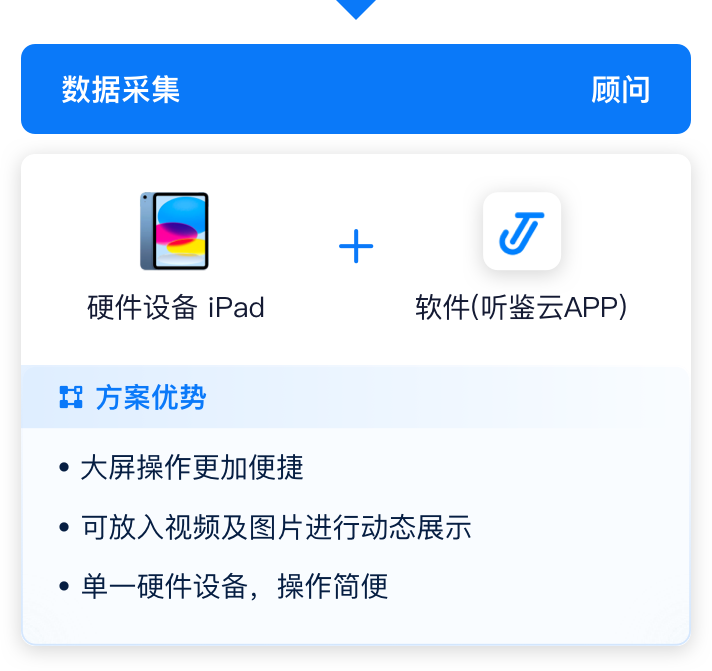 数据采集 顾问
硬件设备 iPad
软件(听鉴云APP)
方案优势
• 大屏操作更加便捷
• 可放入视频及图片进行动态展示
• 单一硬件设备，操作简便